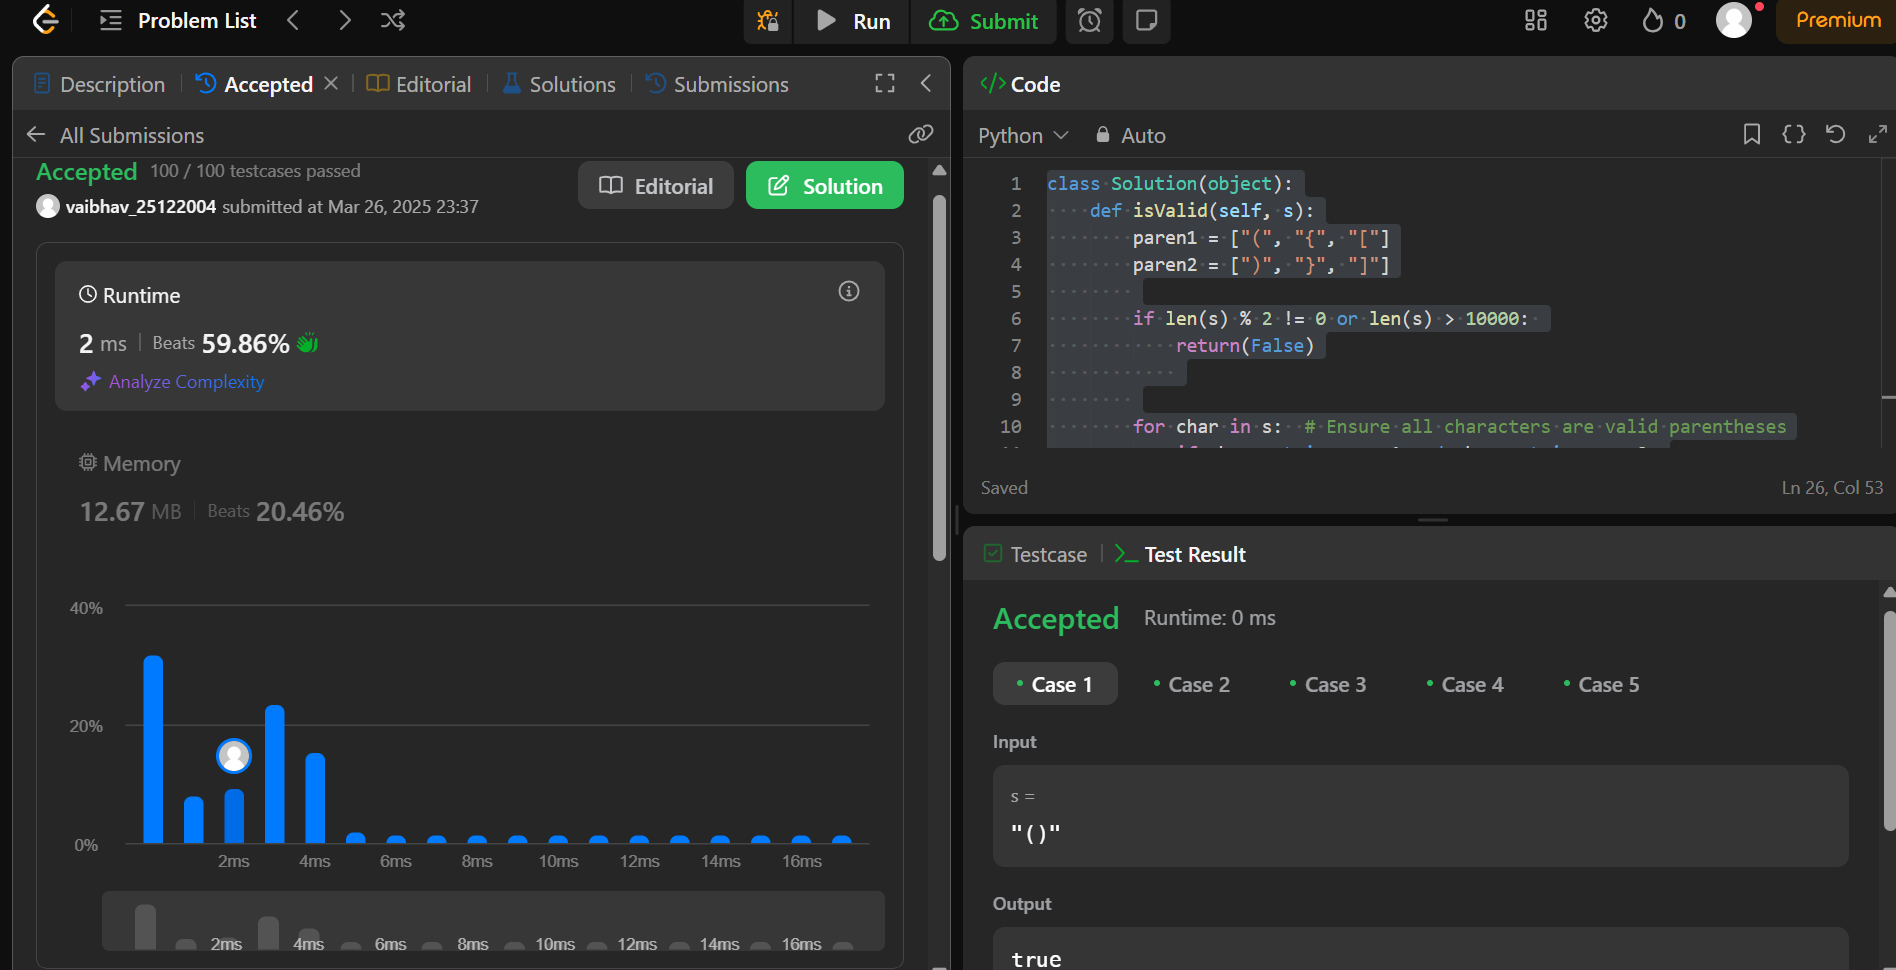 Problem List
Run
Submit
0
Premium
Description
Accepted
Editorial
Solutions
Submissions
All Submissions
Accepted 100 / 100 testcases passed
vaibhav_25122004 submitted at Mar 26, 2025 23:37
Editorial
Solution
Runtime
2 ms Beats 59.86%
Analyze Complexity
Memory
12.67 MB Beats 20.46%
40%
20%
0%
2ms 4ms 6ms 8ms 10ms 12ms 14ms 16ms
2ms 4ms 6ms 8ms 10ms 12ms 14ms 16ms
</> Code
Python
Auto
1 class Solution(object):
2 def isValid(self, s):
3 paren1 = ["(", "{", "["]
4 paren2 = [")", "}", "]"]
5
6 if len(s) % 2 != 0 or len(s) > 10000:
7 return(False)
8
9
10 for char in s: # Ensure all characters are valid parentheses
Saved
Ln 26, Col 53
Testcase
Test Result
Accepted Runtime: 0 ms
Case 1 Case 2 Case 3 Case 4 Case 5
Input
s =
"()"
Output
true